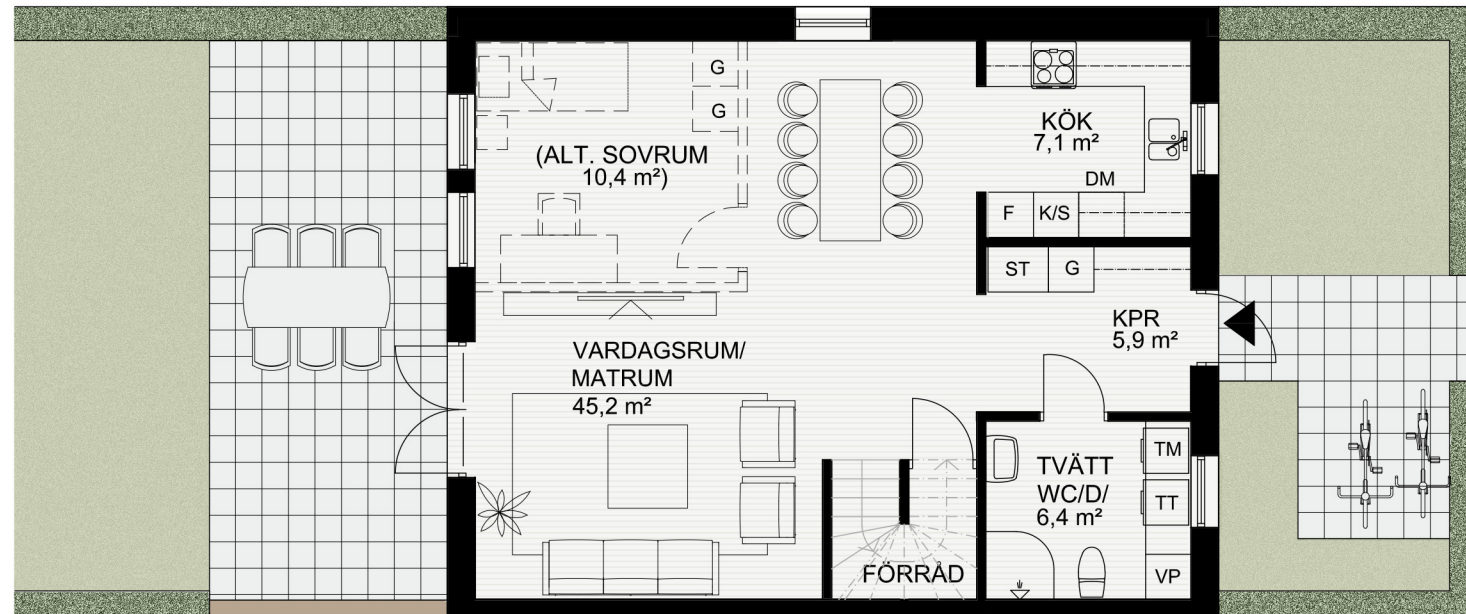 G
G
(ALT. SOVRUM
10,4 m²)
KÖK
7,1 m²
DM
F
K/S
ST
G
KPR
5,9 m²
VARDAGSRUM/
MATRUM
45,2 m²
TVÄTT
WC/D/
6,4 m²
TM
TT
VP
FÖRRÅD